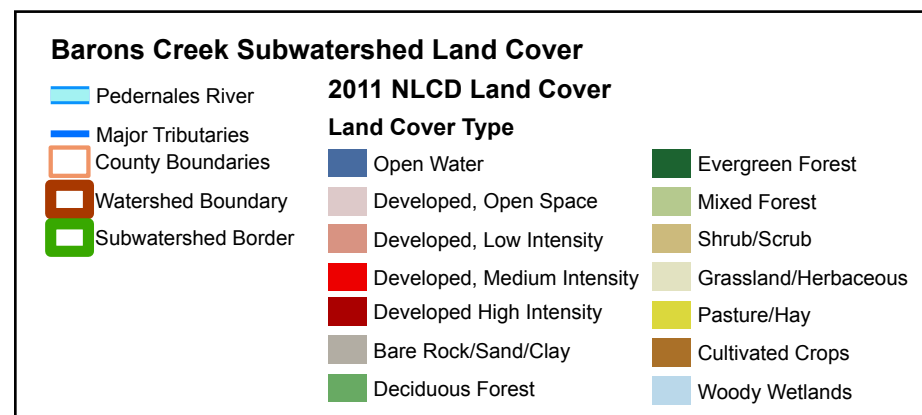 Barons Creek Subwatershed Land Cover
Pedernales River
Major Tributaries
County Boundaries
Watershed Boundary
Subwatershed Border
2011 NLCD Land Cover
Land Cover Type
Open Water
Developed, Open Space
Developed, Low Intensity
Developed, Medium Intensity
Developed High Intensity
Bare Rock/Sand/Clay
Deciduous Forest
Evergreen Forest
Mixed Forest
Shrub/Scrub
Grassland/Herbaceous
Pasture/Hay
Cultivated Crops
Woody Wetlands